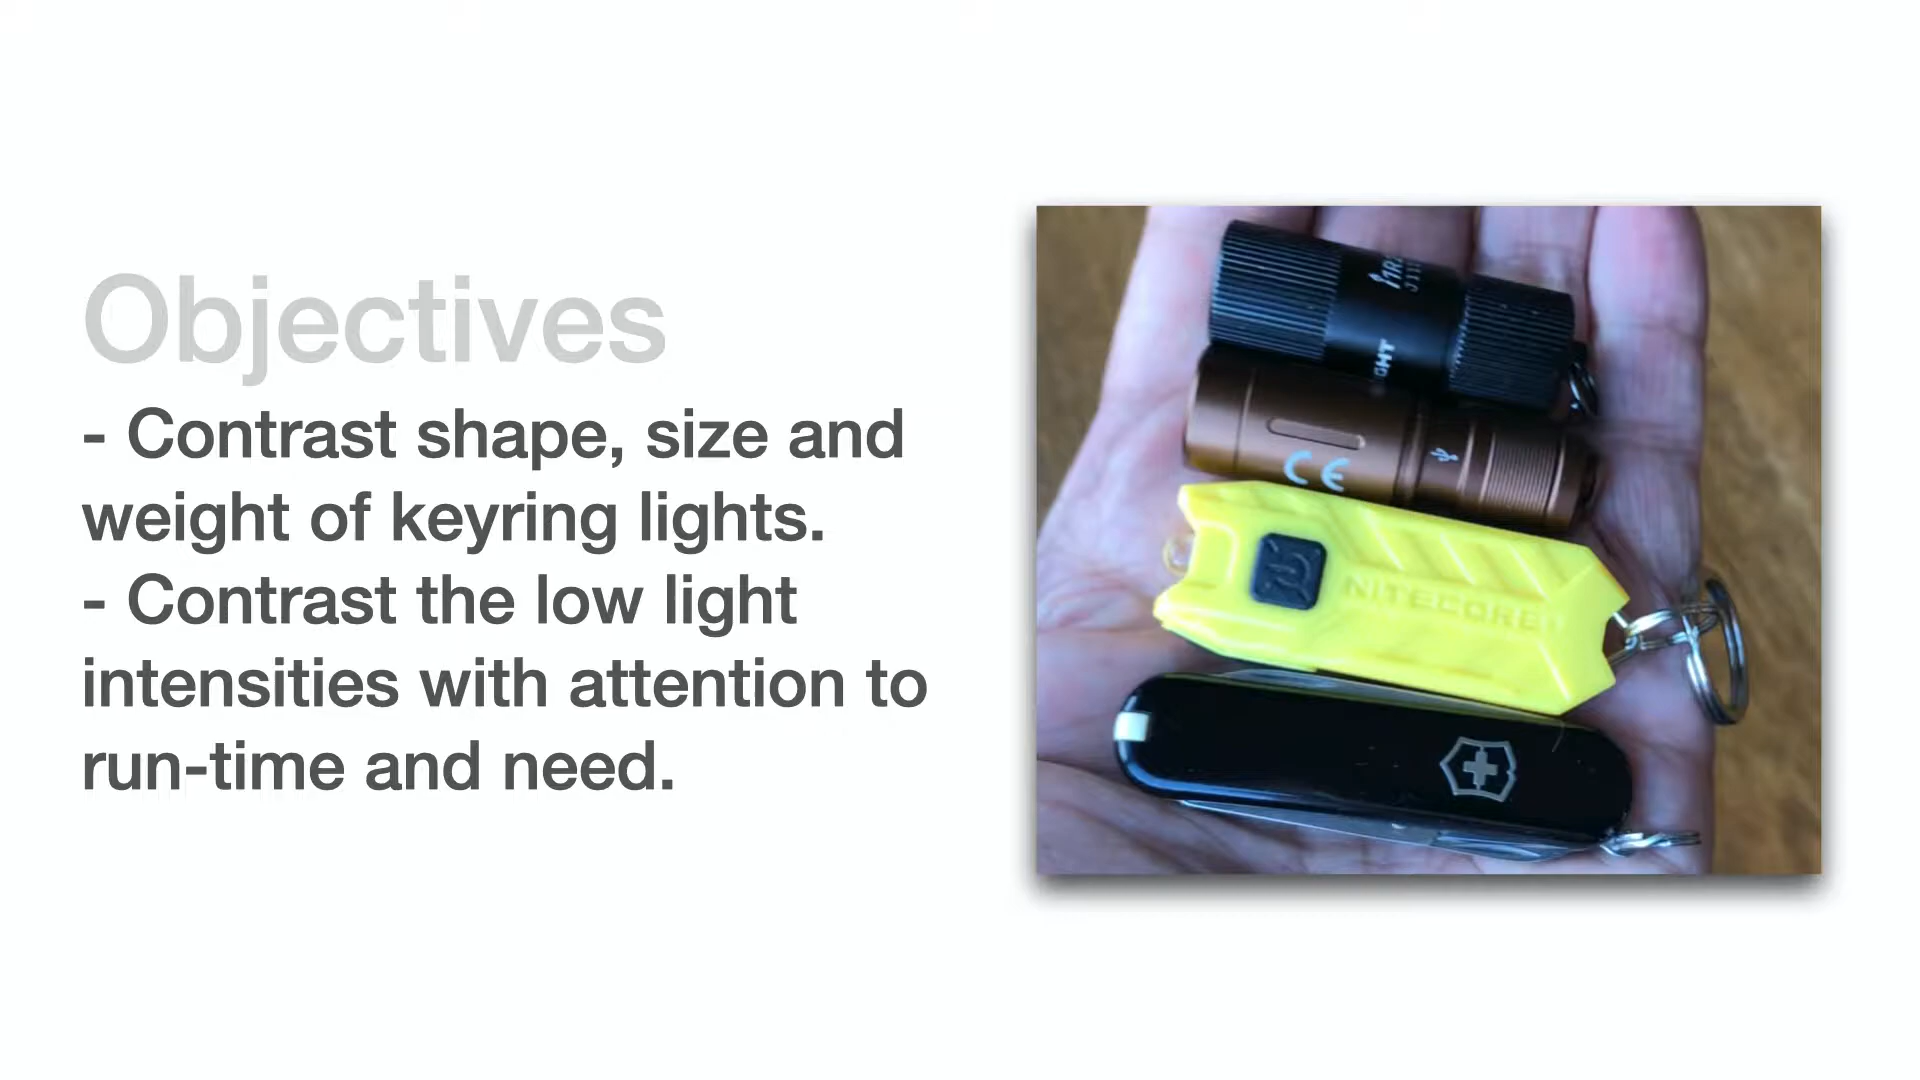 Objectives
- Contrast shape, size and
weight of keyring lights.
- Contrast the low light
intensities with attention to
run-time and need.
CE
NITECORE